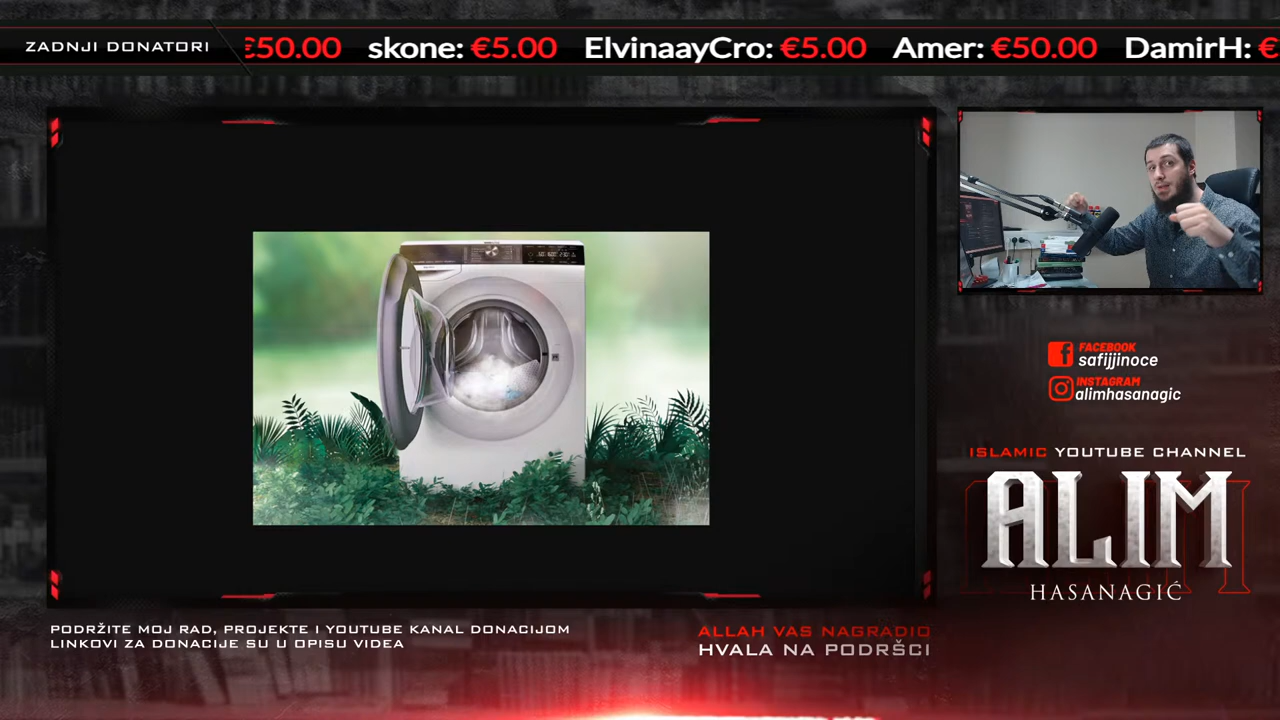 ZADNJI DONATORI
€50.00 skone: €5.00 ElvinaayCro: €5.00 Amer: €50.00 DamirH: €
FACEBOOK
safijjinoce
INSTAGRAM
alimhasanagic
ISLAMIC YOUTUBE CHANNEL
ALIM
HASANAGIĆ
PODRŽITE MOJ RAD, PROJEKTE I YOUTUBE KANAL DONACIJOM
LINKOVI ZA DONACIJE SU U OPISU VIDEA
ALLAH VAS NAGRADIO
HVALA NA PODRŠCI